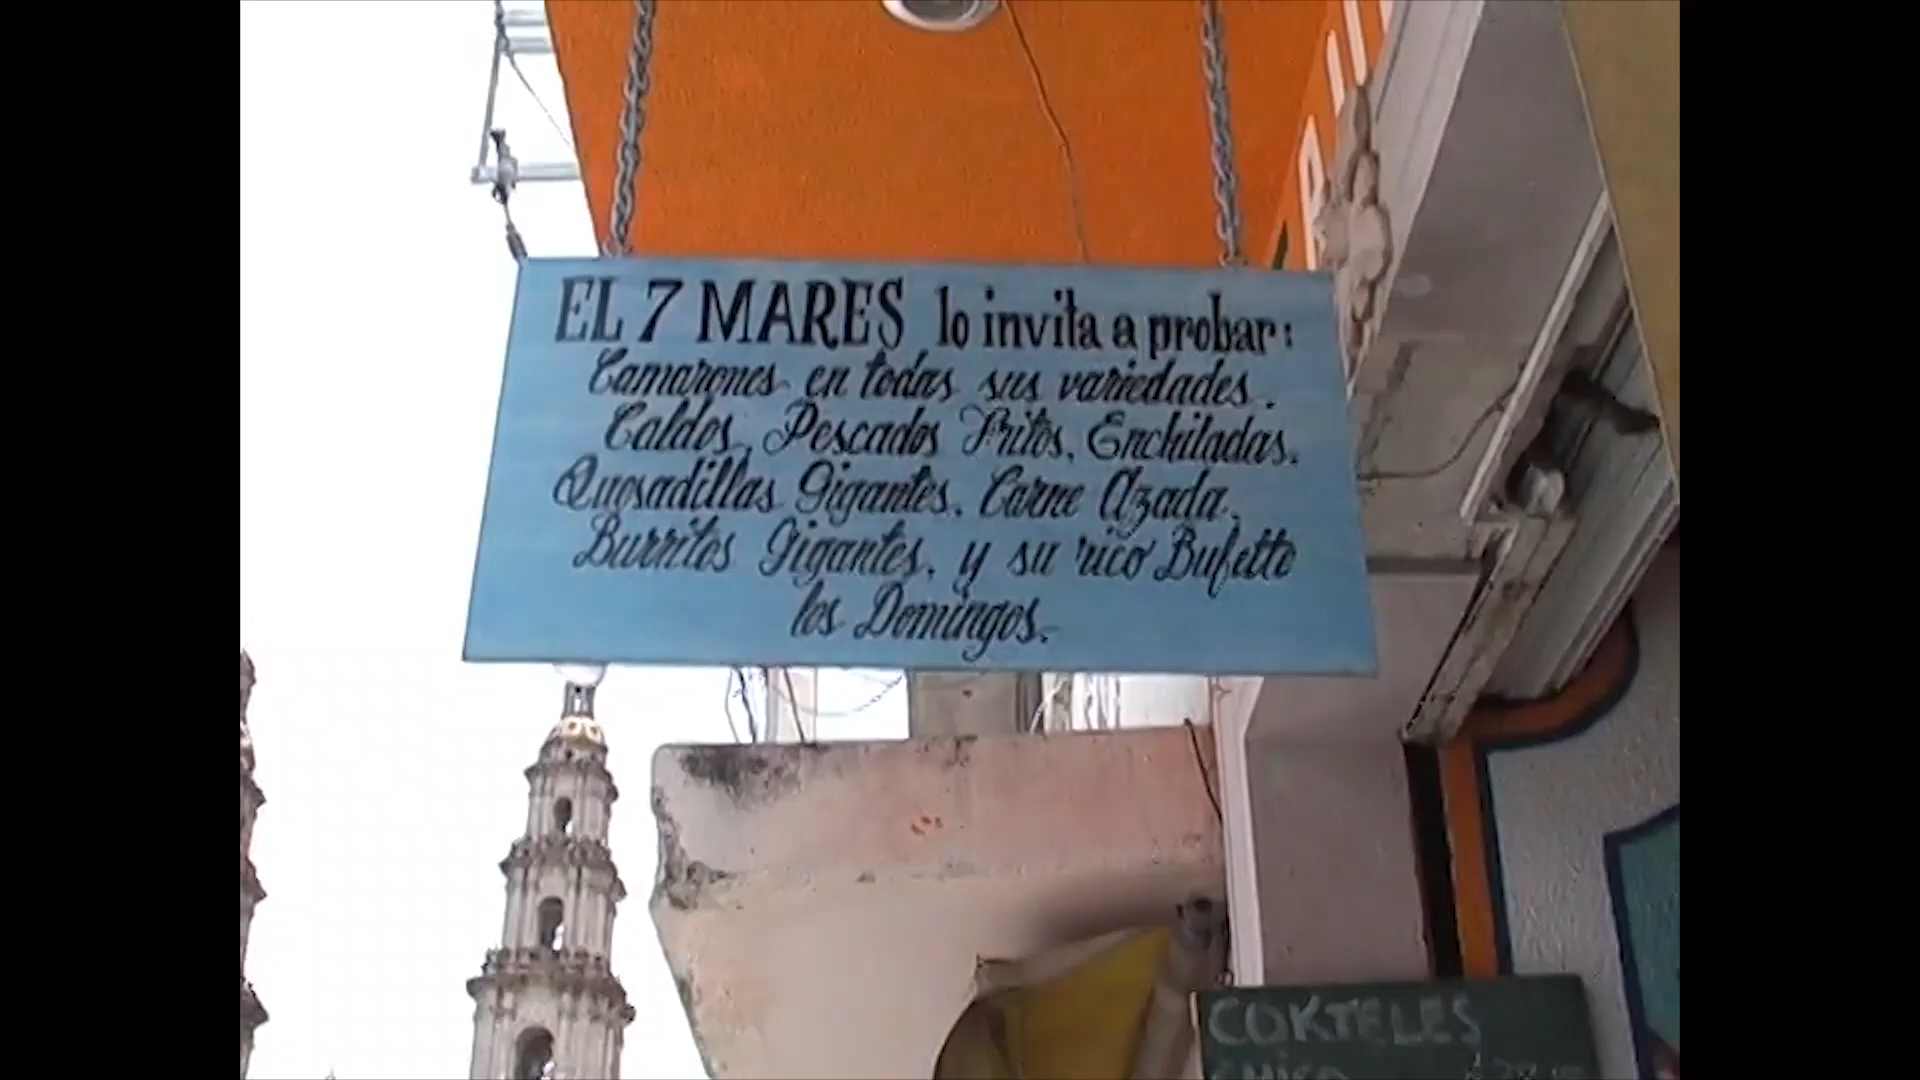 EL 7 MARES lo invita a probar:
Camarones en todas sus variedades.
Caldos, Pescados Fritos, Enchiladas.
Quesadillas Gigantes, Carne Azada,
Burritos Gigantes, y su rico Bufette
los Domingos.
COKTELES